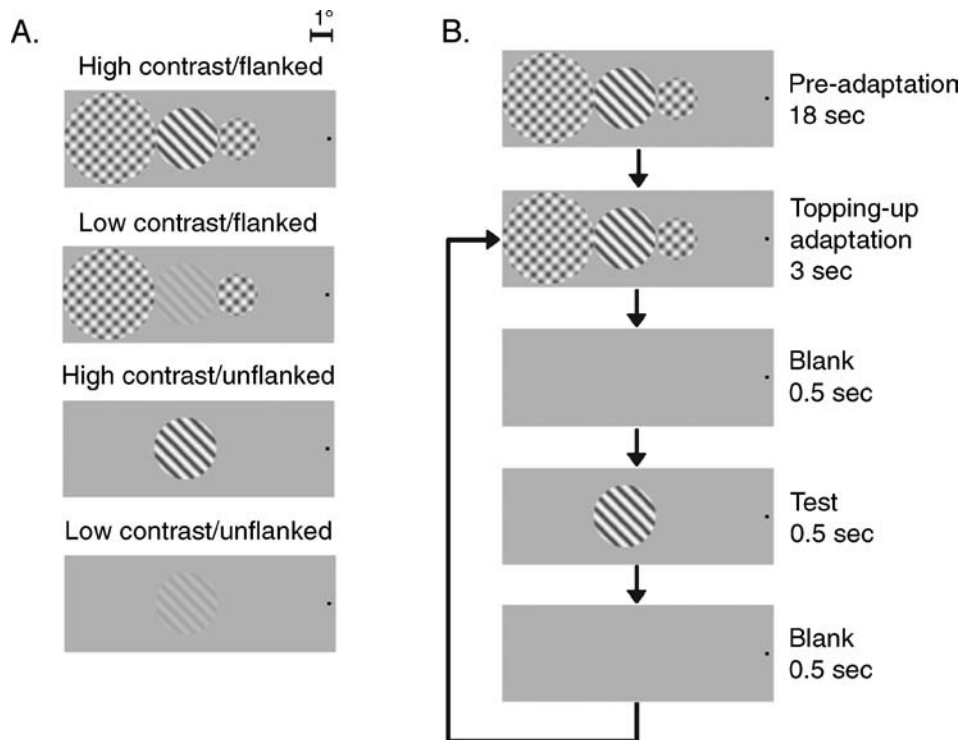 A.
1°
High contrast/flanked
Low contrast/flanked
High contrast/unflanked
Low contrast/unflanked
B.
Pre-adaptation
18 sec
Topping-up
adaptation
3 sec
Blank
0.5 sec
Test
0.5 sec
Blank
0.5 sec